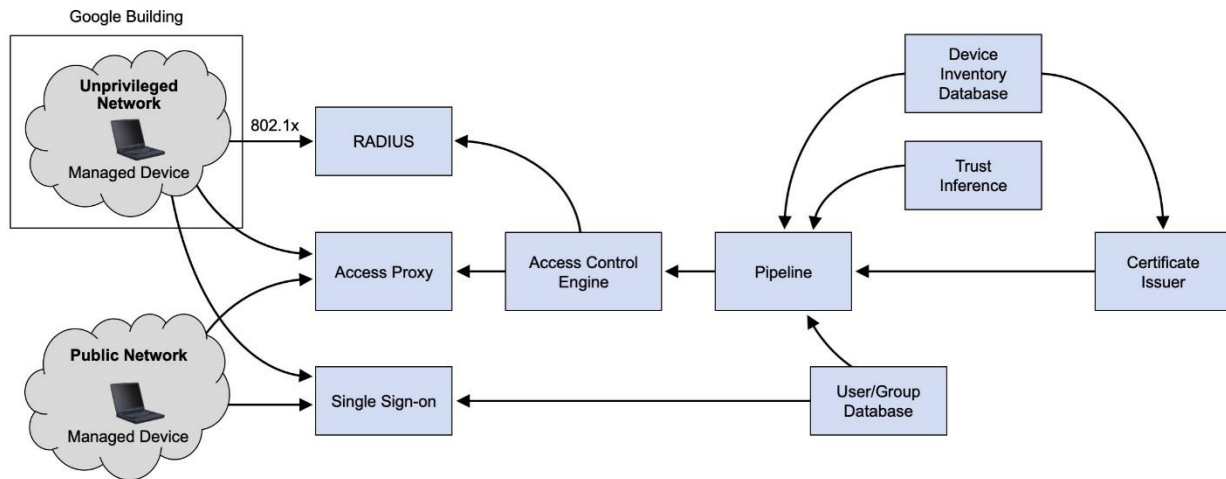 Google Building
Unprivileged
Network
Managed Device
802.1x
RADIUS
Device
Inventory
Database
Trust
Inference
Access Proxy
Access Control
Engine
Pipeline
Certificate
Issuer
Public Network
Managed Device
Single Sign-on
User/Group
Database